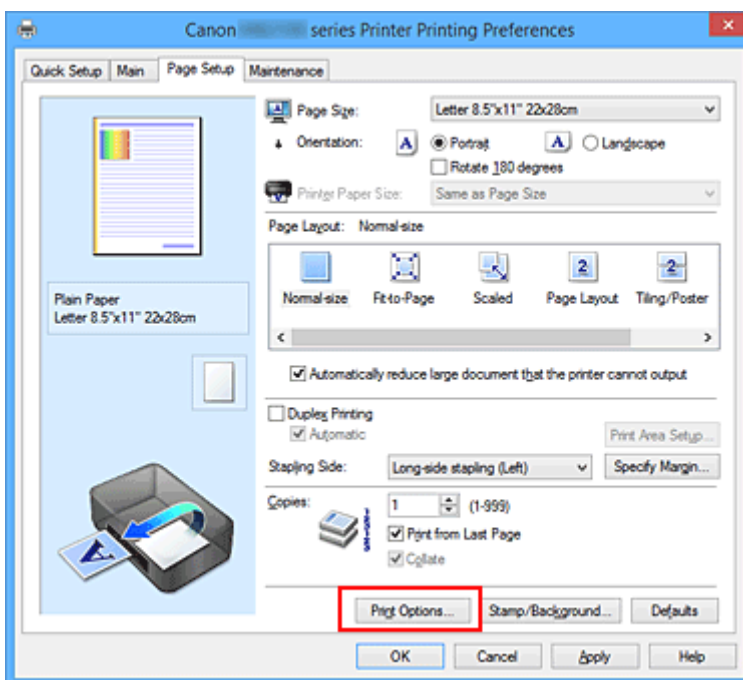 Canon series Printer Printing Preferences
Quick Setup Main Page Setup Maintenance
Page Size: Letter 8.5"x11" 22x28cm
Orientation: A Portrait A Landscape
Rotate 180 degrees
Printer Paper Size: Same as Page Size
Page Layout: Normal-size
2 2
Normal-size Fit-to-Page Scaled Page Layout Tiling/Poster
Plain Paper
Letter 8.5"x11" 22x28cm
Automatically reduce large document that the printer cannot output
Duplex Printing
Automatic
Print Area Setup...
Stapling Side: Long-side stapling (Left) Specify Margin...
Copies: 1 (1-999)
Print from Last Page
Collate
A
Print Options... Stamp/Background... Defaults
OK Cancel Apply Help